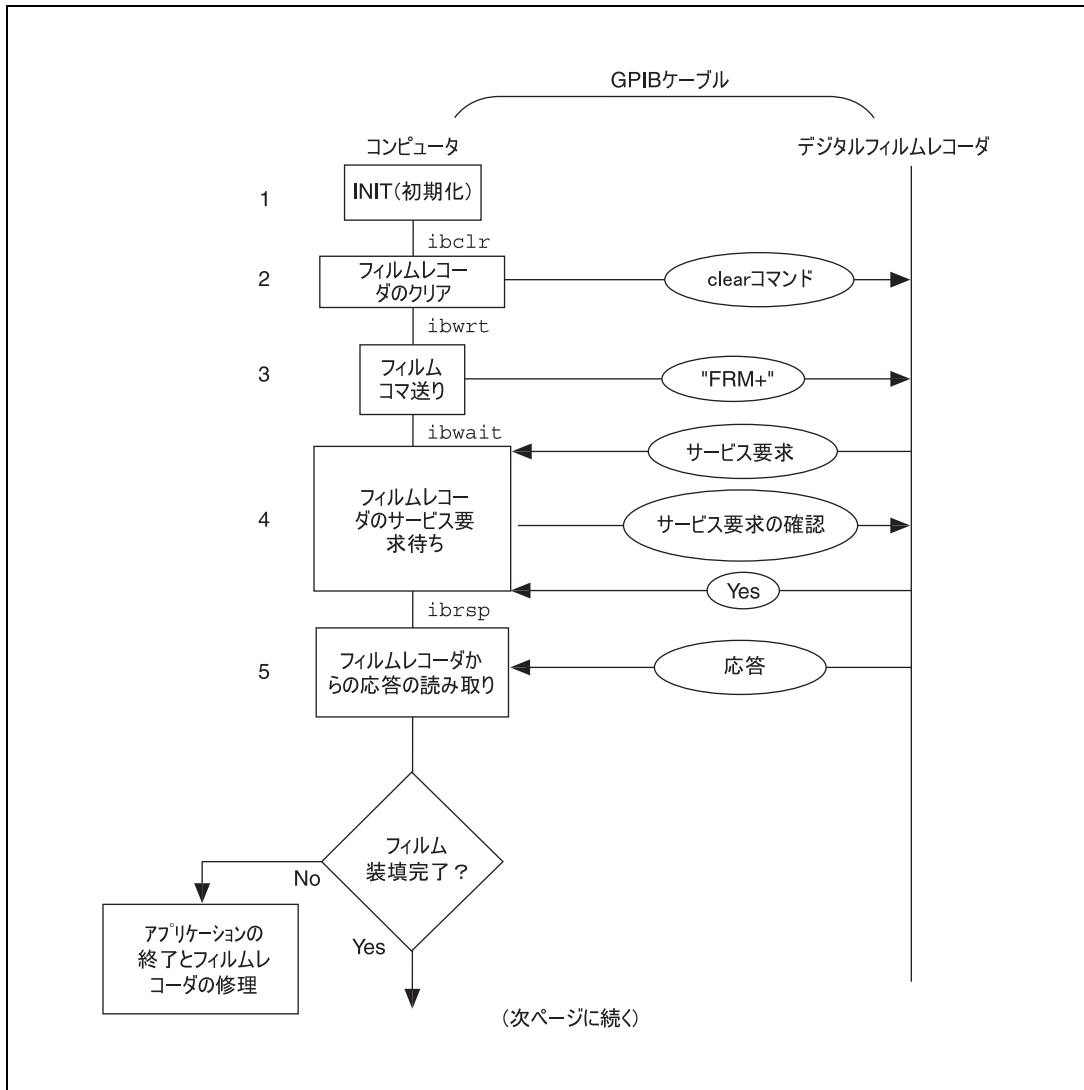 GPIBケーブル
コンピュータ
デジタルフィルムレコーダ
1
INIT(初期化)
ibclr
2
フィルムレコー
ダのクリア
clearコマンド
ibwrt
3
フィルム
コマ送り
"FRM+"
ibwait
サービス要求
4
フィルムレコー
ダのサービス要
求待ち
サービス要求の確認
Yes
ibrsp
5
フィルムレコーダか
らの応答の読み取り
応答
フィルム
装填完了？
No
アプリケーションの
終了とフィルムレ
コーダの修理
Yes
(次ページに続く)